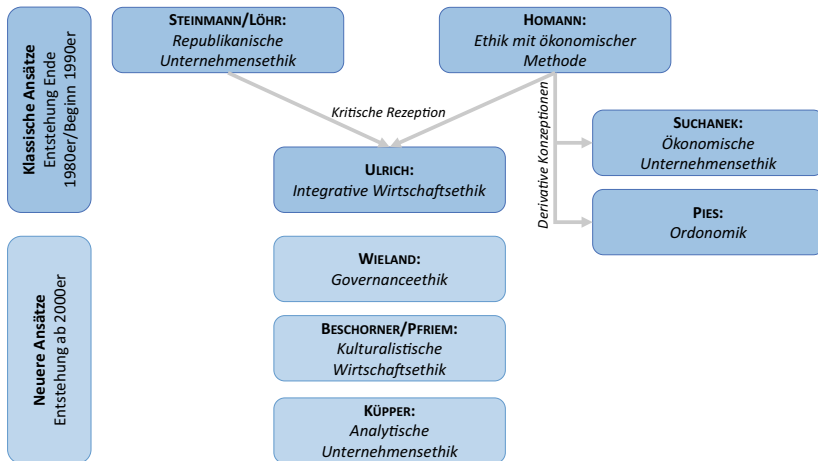 Klassische Ansätze
Entstehung Ende
1980er/Beginn 1990er
STEINMANN/LÖHR:
Republikanische
Unternehmensethik
HOMANN:
Ethik mit ökonomischer
Methode
Kritische Rezeption
Derivative Konzeptionen
SUCHANEK:
Ökonomische
Unternehmensethik
ULRICH:
Integrative Wirtschaftsethik
PIES:
Ordonomik
Neuere Ansätze
Entstehung ab 2000er
WIELAND:
Governanceethik
BESCHORNER/PFRIEM:
Kulturalistische
Wirtschaftsethik
KÜPPER:
Analytische
Unternehmensethik